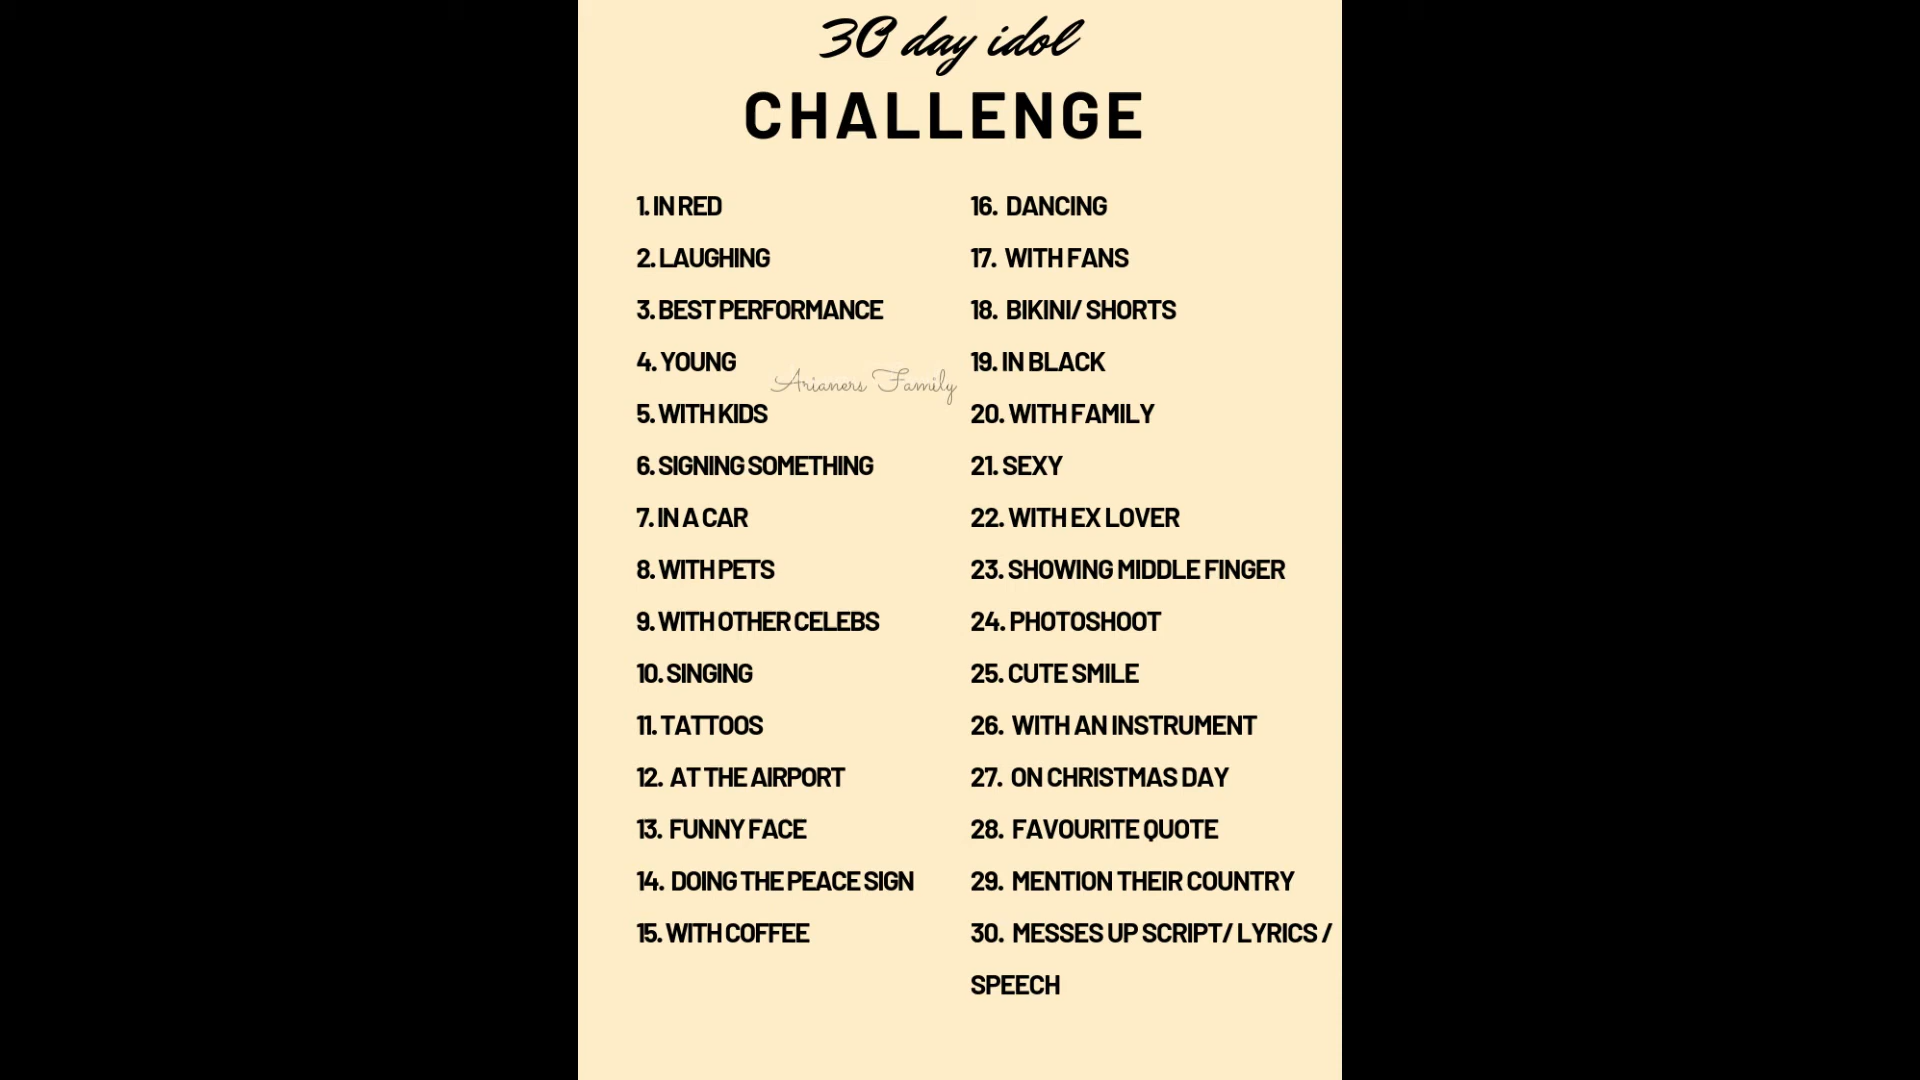 30 day idol
CHALLENGE
1. IN RED
2. LAUGHING
3. BEST PERFORMANCE
4. YOUNG
5. WITH KIDS
6. SIGNING SOMETHING
7. IN A CAR
8. WITH PETS
9. WITH OTHER CELEBS
10. SINGING
11. TATTOOS
12. AT THE AIRPORT
13. FUNNY FACE
14. DOING THE PEACE SIGN
15. WITH COFFEE
Arianers Family
16. DANCING
17. WITH FANS
18. BIKINI/ SHORTS
19. IN BLACK
20. WITH FAMILY
21. SEXY
22. WITH EX LOVER
23. SHOWING MIDDLE FINGER
24. PHOTOSHOOT
25. CUTE SMILE
26. WITH AN INSTRUMENT
27. ON CHRISTMAS DAY
28. FAVOURITE QUOTE
29. MENTION THEIR COUNTRY
30. MESSES UP SCRIPT/ LYRICS /
SPEECH